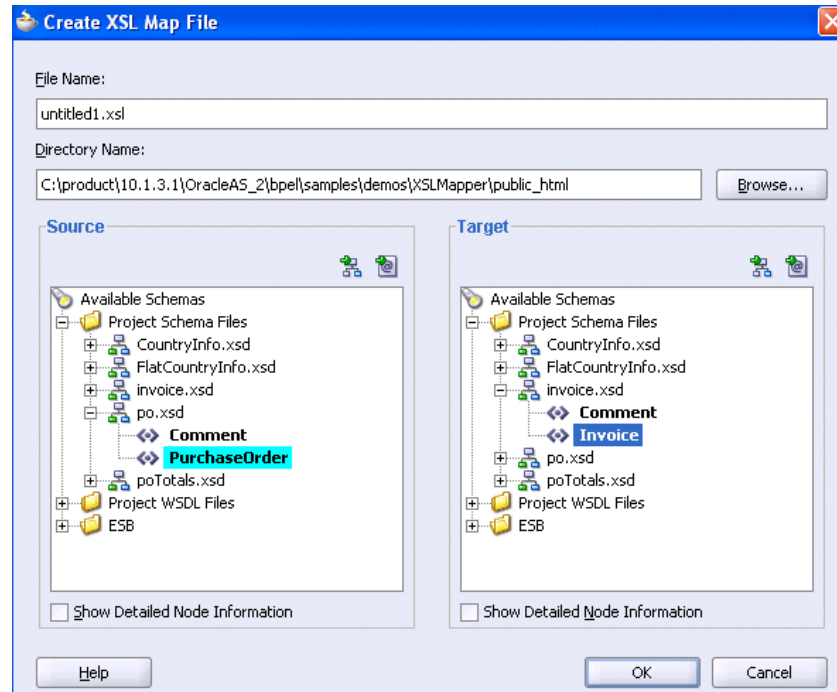 Create XSL Map File
File Name:
untitled1.xsl
Directory Name:
C:\product\10.1.3.1\OracleAS_2\bpel\samples\demos\XSLMapper\public_html
Browse...
Source
Available Schemas
Project Schema Files
CountryInfo.xsd
FlatCountryInfo.xsd
invoice.xsd
po.xsd
Comment
PurchaseOrder
poTotals.xsd
Project WSDL Files
ESB
Show Detailed Node Information
Target
Available Schemas
Project Schema Files
CountryInfo.xsd
FlatCountryInfo.xsd
invoice.xsd
Comment
Invoice
po.xsd
poTotals.xsd
Project WSDL Files
ESB
Show Detailed Node Information
Help
OK
Cancel